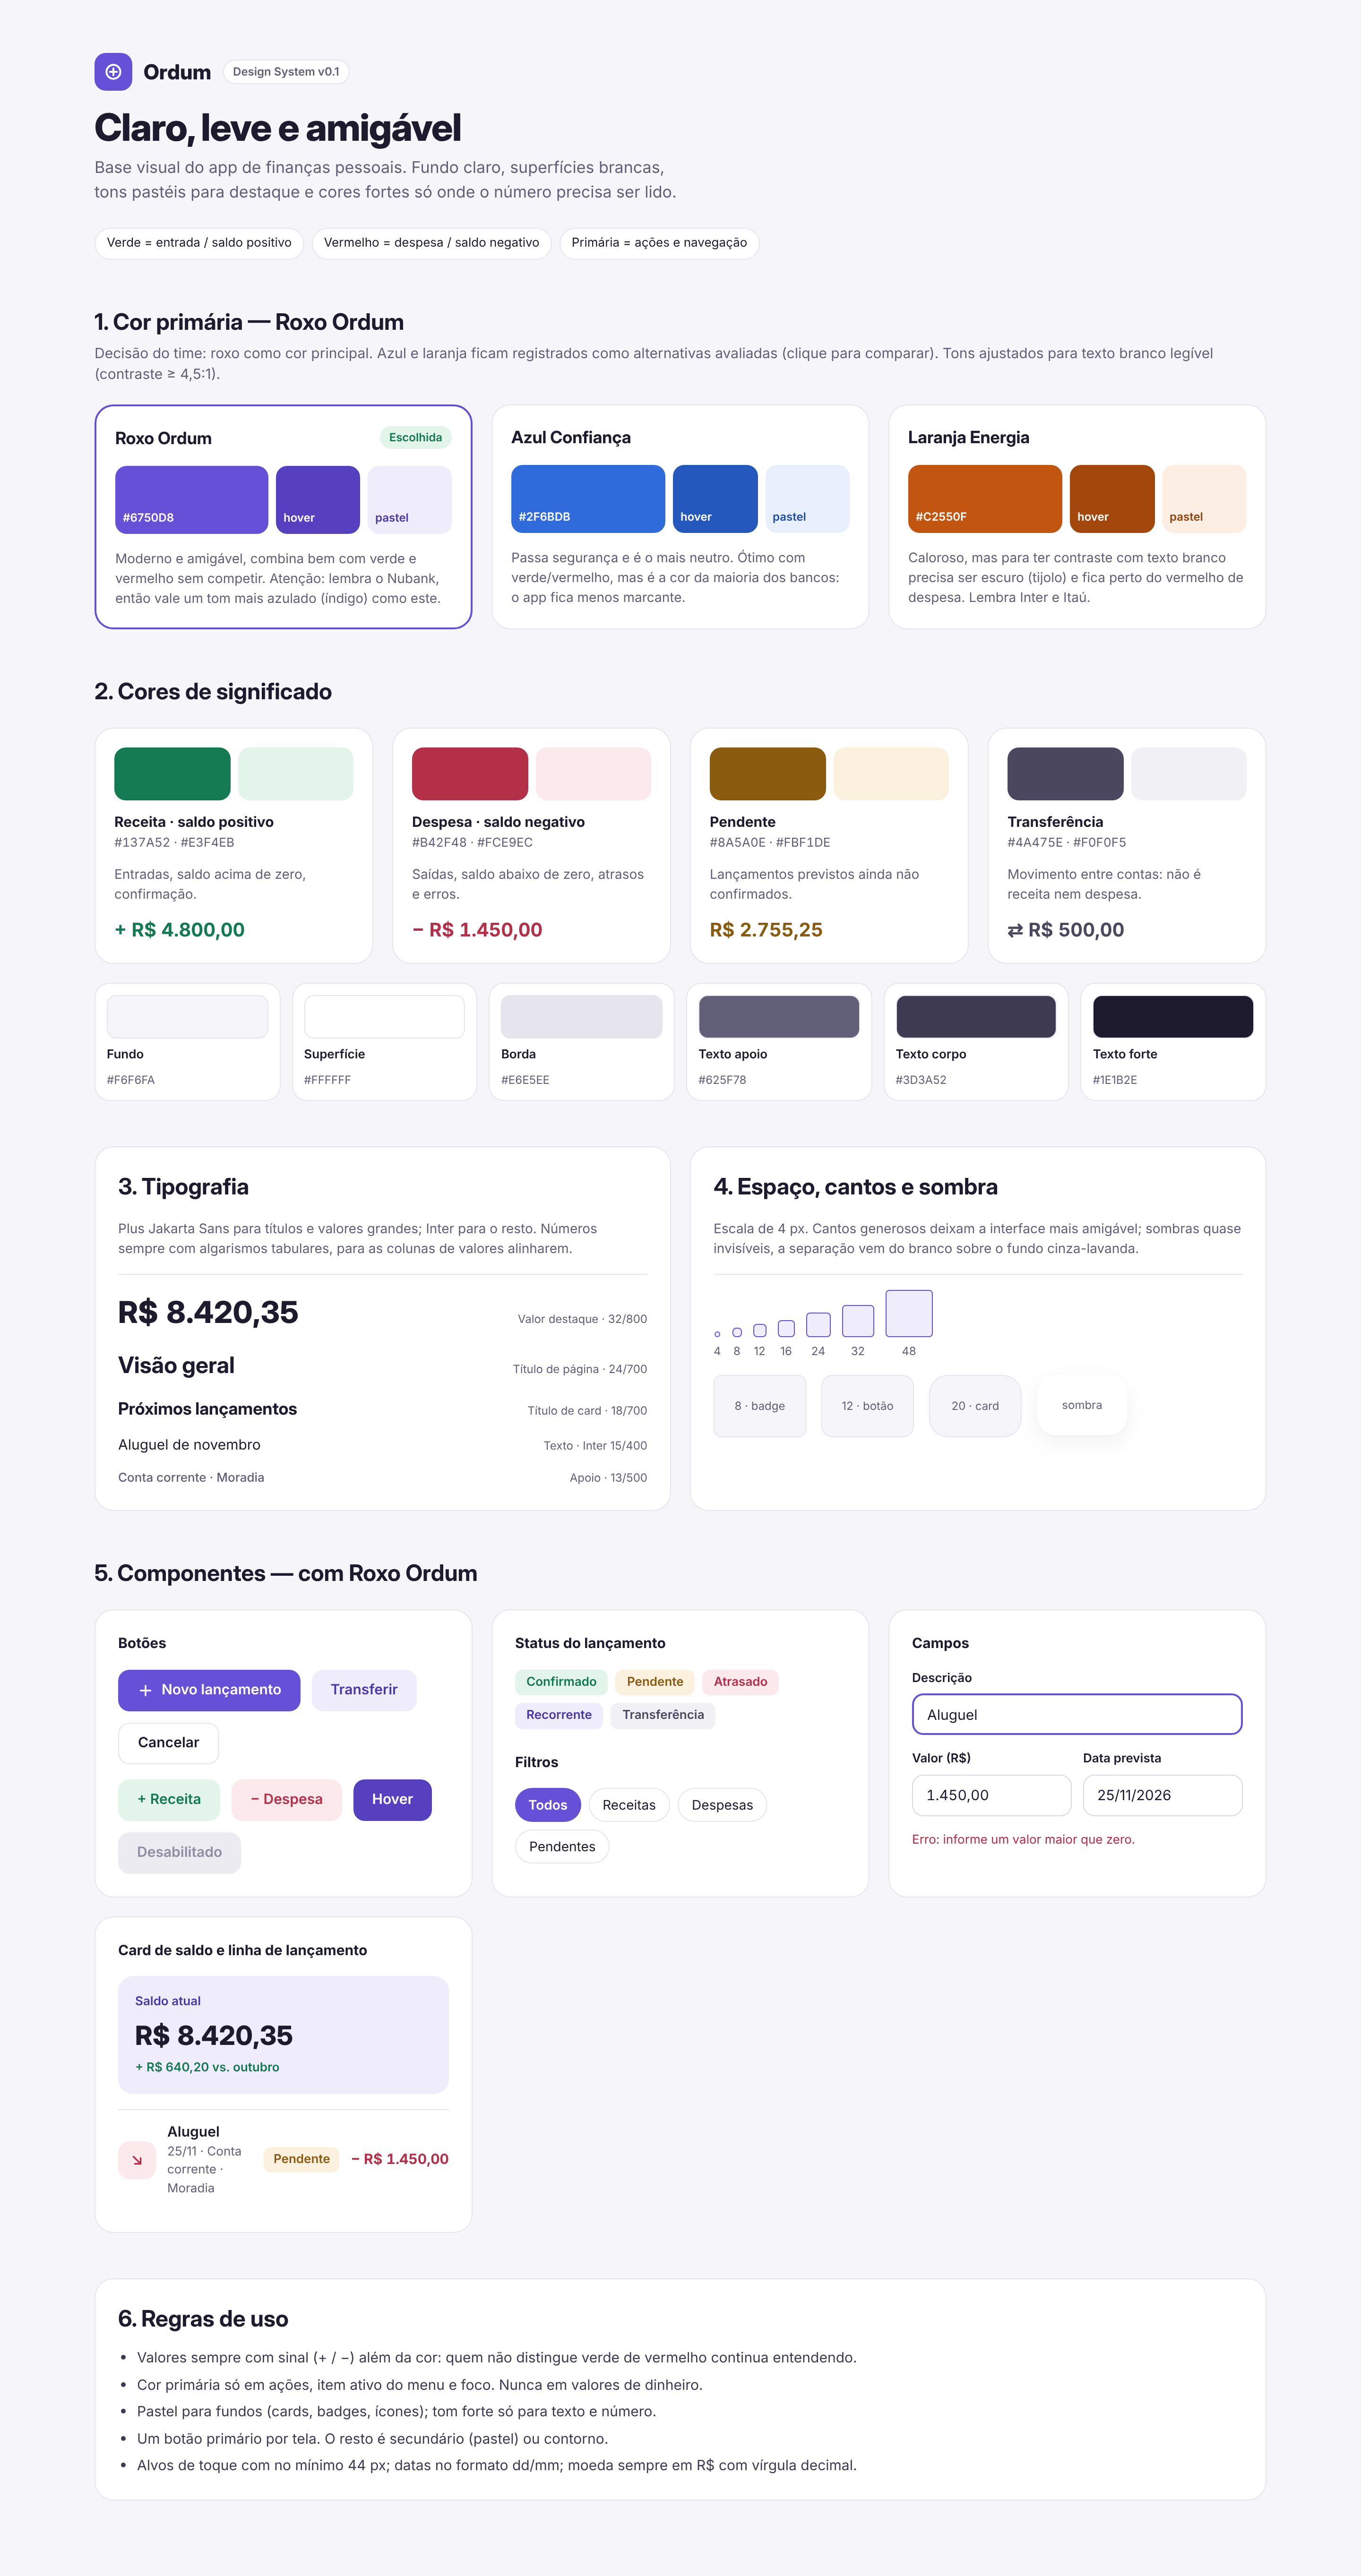 Ordum
Design System v0.1
Claro, leve e amigável
Base visual do app de finanças pessoais. Fundo claro, superfícies brancas,
tons pastéis para destaque e cores fortes só onde o número precisa ser lido.
Verde = entrada / saldo positivo
Vermelho = despesa / saldo negativo
Primária = ações e navegação
1. Cor primária — Roxo Ordum
Decisão do time: roxo como cor principal. Azul e laranja ficam registrados como alternativas avaliadas (clique para comparar). Tons ajustados para texto branco legível
(contraste ≥ 4,5:1).
Roxo Ordum
Escolhida
#6750D8
hover
pastel
Moderno e amigável, combina bem com verde e
vermelho sem competir. Atenção: lembra o Nubank,
então vale um tom mais azulado (índigo) como este.
Azul Confiança
#2F6BDB
hover
pastel
Passa segurança e é o mais neutro. Ótimo com
verde/vermelho, mas é a cor da maioria dos bancos:
o app fica menos marcante.
Laranja Energia
#C2550F
hover
pastel
Caloroso, mas para ter contraste com texto branco
precisa ser escuro (tijolo) e fica perto do vermelho de
despesa. Lembra Inter e Itaú.
2. Cores de significado
Receita · saldo positivo
#137A52 · #E3F4EB
Entradas, saldo acima de zero,
confirmação.
+ R$ 4.800,00
Despesa · saldo negativo
#B42F48 · #FCE9EC
Saídas, saldo abaixo de zero, atrasos
e erros.
− R$ 1.450,00
Pendente
#8A5A0E · #FBF1DE
Lançamentos previstos ainda não
confirmados.
R$ 2.755,25
Transferência
#4A475E · #F0F0F5
Movimento entre contas: não é
receita nem despesa.
⇄ R$ 500,00
Fundo
#F6F6FA
Superfície
#FFFFFF
Borda
#E6E5EE
Texto apoio
#625F78
Texto corpo
#3D3A52
Texto forte
#1E1B2E
3. Tipografia
Plus Jakarta Sans para títulos e valores grandes; Inter para o resto. Números
sempre com algarismos tabulares, para as colunas de valores alinharem.
R$ 8.420,35
Valor destaque · 32/800
Visão geral
Título de página · 24/700
Próximos lançamentos
Título de card · 18/700
Aluguel de novembro
Texto · Inter 15/400
Conta corrente · Moradia
Apoio · 13/500
4. Espaço, cantos e sombra
Escala de 4 px. Cantos generosos deixam a interface mais amigável; sombras quase
invisíveis, a separação vem do branco sobre o fundo cinza-lavanda.
4 8 12 16 24 32 48
8 · badge
12 · botão
20 · card
sombra
5. Componentes — com Roxo Ordum
Botões
+ Novo lançamento
Transferir
Cancelar
+ Receita
− Despesa
Hover
Desabilitado
Status do lançamento
Confirmado
Pendente
Atrasado
Recorrente
Transferência
Filtros
Todos
Receitas
Despesas
Pendentes
Campos
Descrição
Aluguel
Valor (R$)
Data prevista
1.450,00
25/11/2026
Erro: informe um valor maior que zero.
Card de saldo e linha de lançamento
Saldo atual
R$ 8.420,35
+ R$ 640,20 vs. outubro
Aluguel
25/11 · Conta
corrente ·
Moradia
Pendente
− R$ 1.450,00
6. Regras de uso
• Valores sempre com sinal (+ / −) além da cor: quem não distingue verde de vermelho continua entendendo.
• Cor primária só em ações, item ativo do menu e foco. Nunca em valores de dinheiro.
• Pastel para fundos (cards, badges, ícones); tom forte só para texto e número.
• Um botão primário por tela. O resto é secundário (pastel) ou contorno.
• Alvos de toque com no mínimo 44 px; datas no formato dd/mm; moeda sempre em R$ com vírgula decimal.